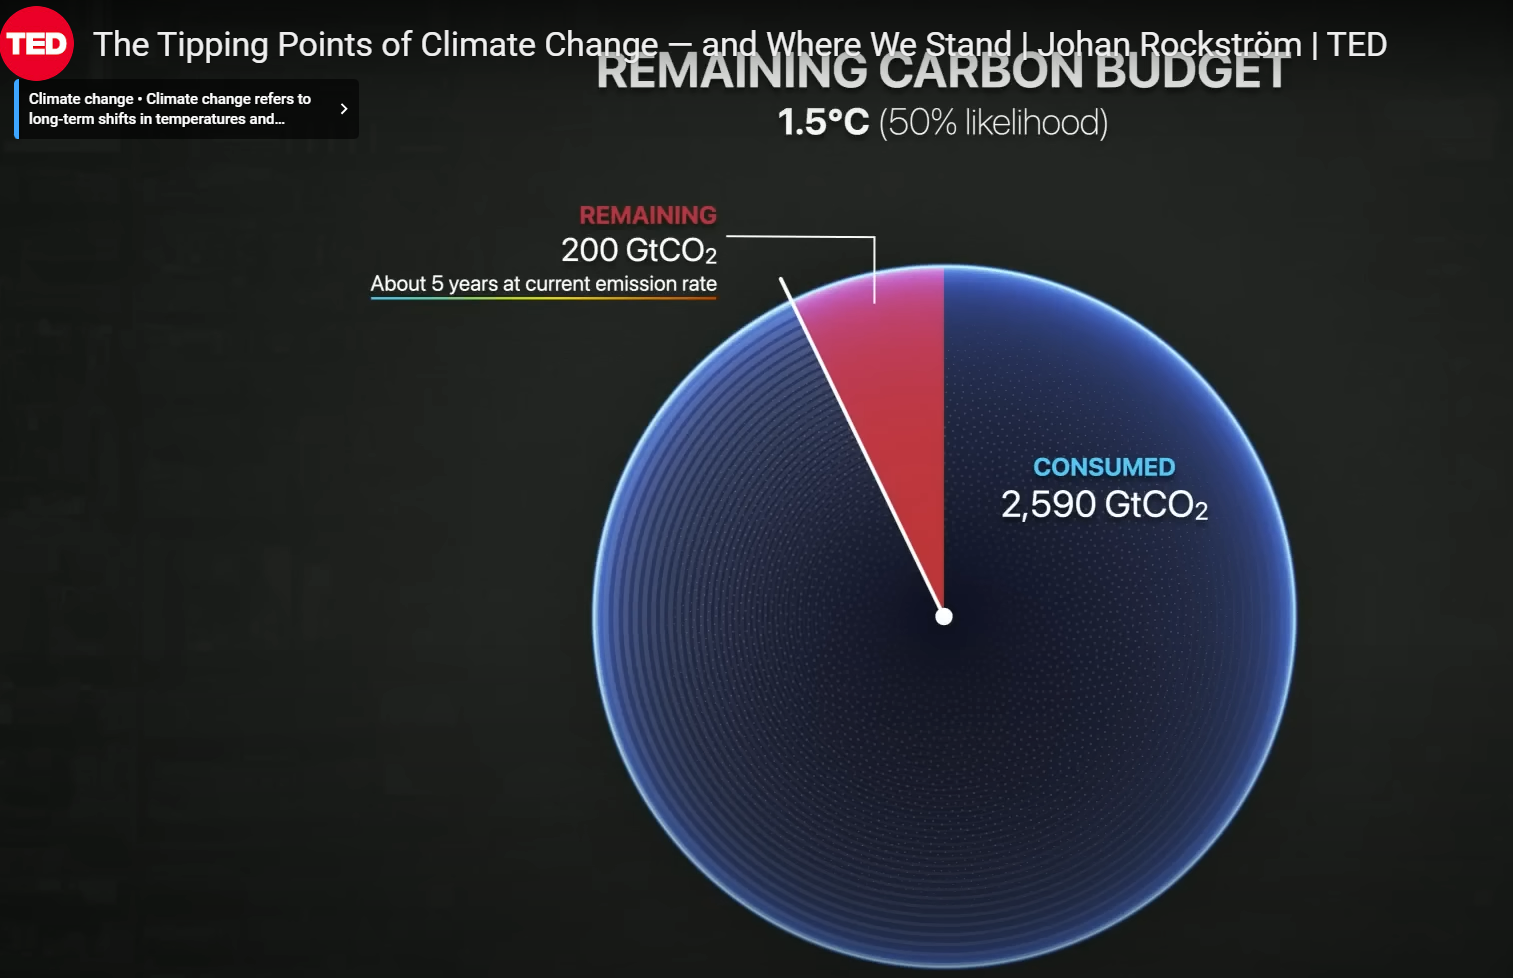 TED
The Tipping Points of Climate Change — and Where We Stand | Johan Rockström | TED
REMAINING CARBON BUDGET
Climate change • Climate change refers to
long-term shifts in temperatures and...
1.5°C (50% likelihood)
REMAINING
200 GtCO₂
About 5 years at current emission rate
CONSUMED
2,590 GtCO₂